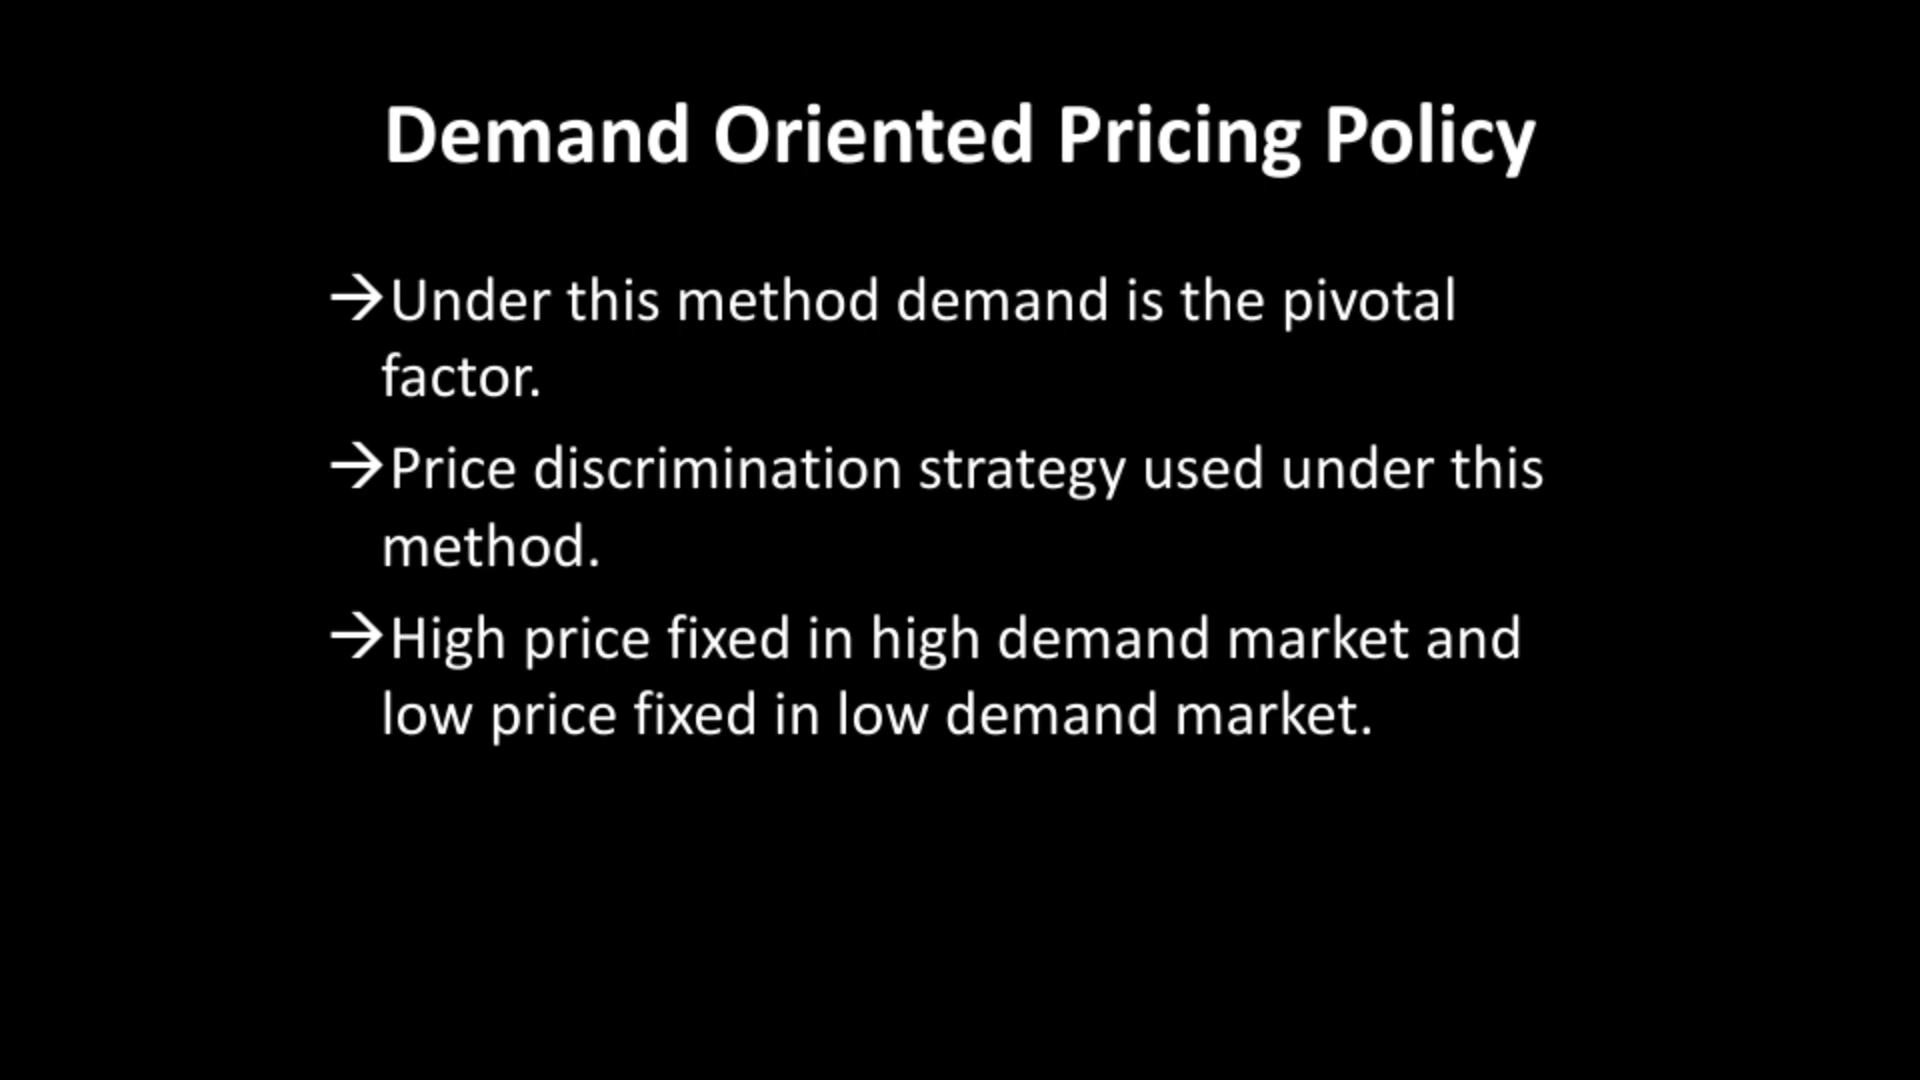 Demand Oriented Pricing Policy
→Under this method demand is the pivotal
factor.
→Price discrimination strategy used under this
method.
→High price fixed in high demand market and
low price fixed in low demand market.